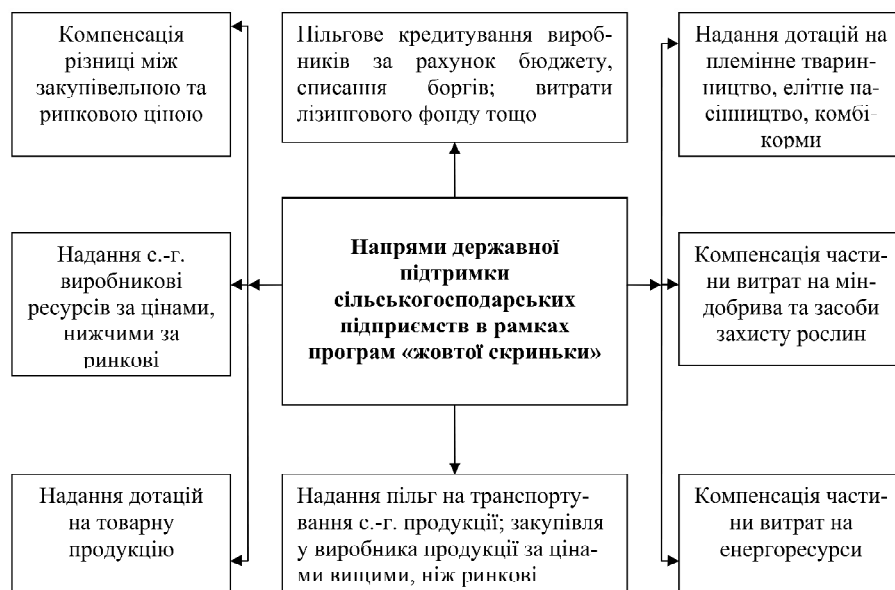 Компенсація
різниці між
закупівельною та
ринковою ціною
Пільгове кредитування вироб-
ників за рахунок бюджету,
списання боргів; витрати
лізингового фонду тощо
Надання дотацій на
племінне тварин-
ництво, елітне на-
сінництво, комбі-
корми
Надання с.-г.
виробникові
ресурсів за цінами,
нижчими за
ринкові
Напрями державної
підтримки
сільськогосподарських
підприємств в рамках
програм «жовтої скриньки»
Компенсація части-
ни витрат на мін-
добрива та засоби
захисту рослин
Надання дотацій
на товарну
продукцію
Надання пільг на транспорту-
вання с.-г. продукції; закупівля
у виробника продукції за ціна-
ми вищими, ніж ринкові
Компенсація части-
ни витрат на
енергоресурси